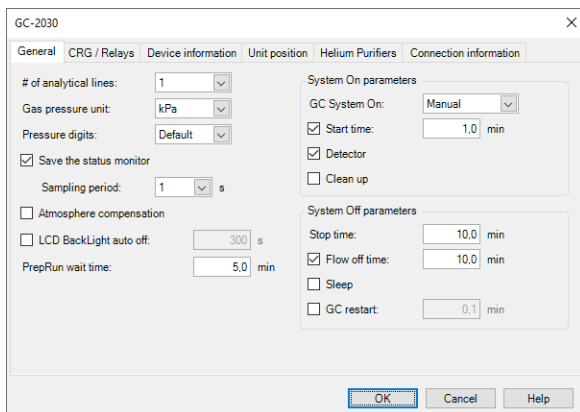 GC-2030
General CRG / Relays Device information Unit position Helium Purifiers Connection information
# of analytical lines: 1
Gas pressure unit: kPa
Pressure digits: Default
Save the status monitor
Sampling period: 1 s
Atmosphere compensation
LCD BackLight auto off: 300 s
PrepRun wait time: 5,0 min
System On parameters
GC System On: Manual
Start time: 1,0 min
Detector
Clean up
System Off parameters
Stop time: 10,0 min
Flow off time: 10,0 min
Sleep
GC restart: 0,1 min
OK Cancel Help